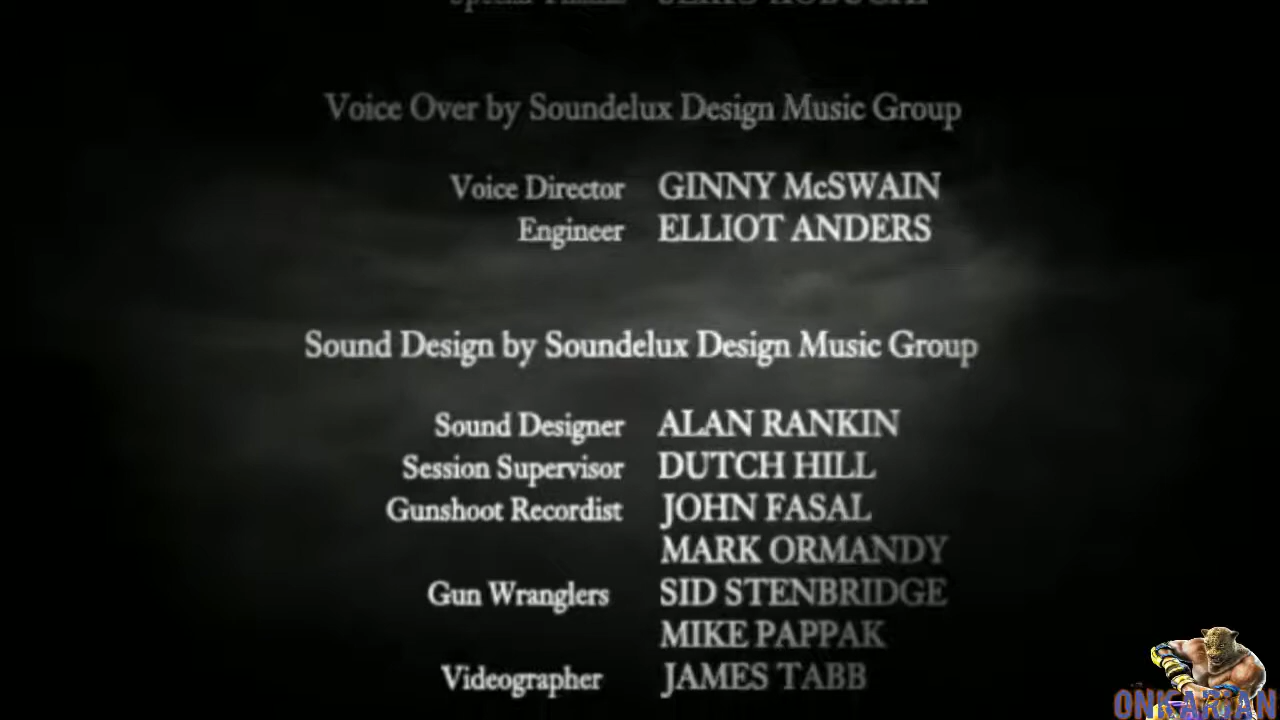 Voice Over by Soundelux Design Music Group
Voice Director GINNY McSWAIN
Engineer ELLIOT ANDERS
Sound Design by Soundelux Design Music Group
Sound Designer ALAN RANKIN
Session Supervisor DUTCH HILL
Gunshoot Recordist JOHN FASAL
MARK ORMANDY
Gun Wranglers SID STENBRIDGE
MIKE PAPPAK
Videographer JAMES TABB
ONKARIAN